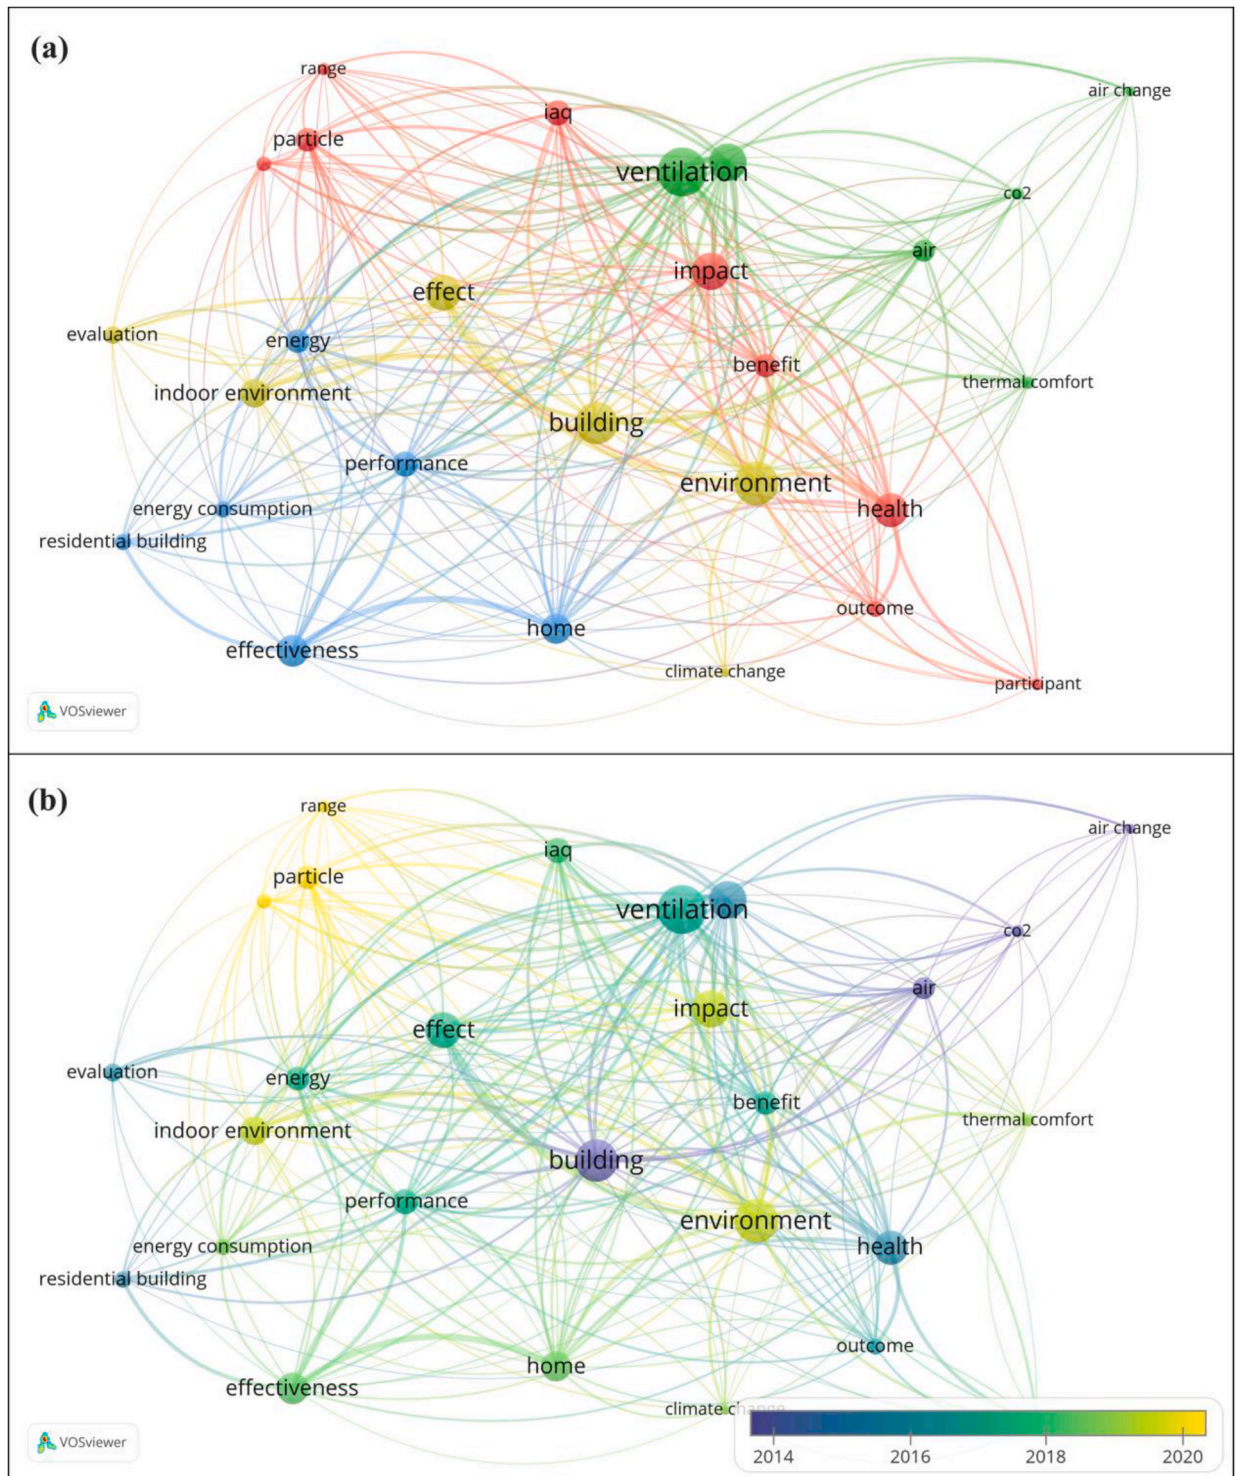 (a)
range
air change
iaq
particle
ventilation
co2
air
impact
effect
evaluation
energy
benefit
thermal comfort
indoor environment
building
performance
environment
energy consumption
health
residential building
outcome
home
effectiveness
climate change
participant
VOSviewer
(b)
range
air change
iaq
particle
ventilation
co2
air
impact
effect
evaluation
energy
benefit
thermal comfort
indoor environment
building
performance
environment
energy consumption
health
residential building
outcome
home
effectiveness
climate change
VOSviewer
2014 2016 2018 2020